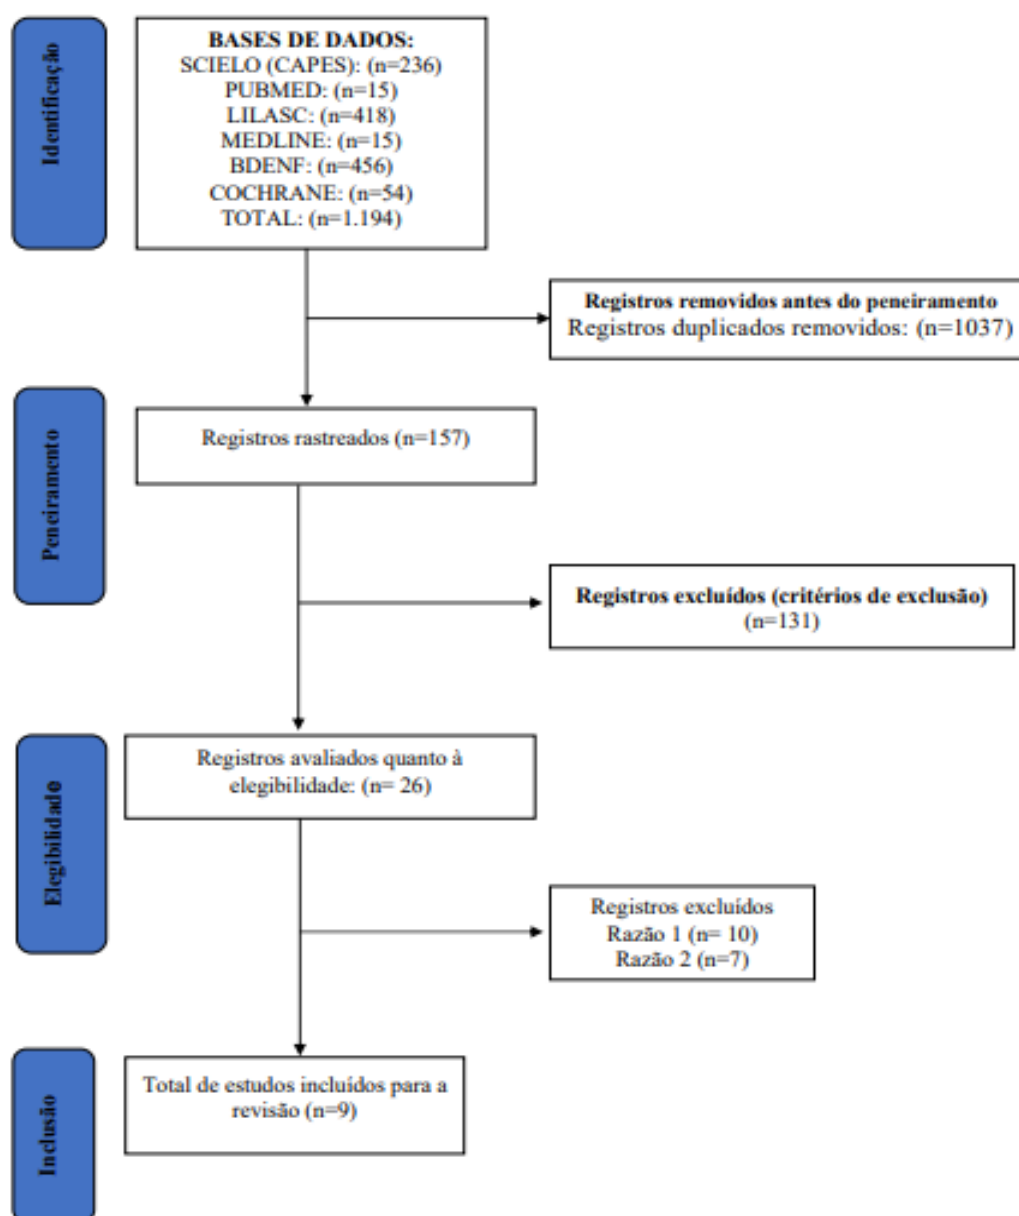 Identificação
BASES DE DADOS:
SCIELO (CAPES): (n=236)
PUBMED: (n=15)
LILASC: (n=418)
MEDLINE: (n=15)
BDENF: (n=456)
COCHRANE: (n=54)
TOTAL: (n=1.194)
Registros removidos antes do peneiramento
Registros duplicados removidos: (n=1037)
Peneiramento
Registros rastreados (n=157)
Registros excluídos (critérios de exclusão)
(n=131)
Elegibilidade
Registros avaliados quanto à
elegibilidade: (n= 26)
Registros excluídos
Razão 1 (n= 10)
Razão 2 (n=7)
Inclusão
Total de estudos incluídos para a
revisão (n=9)